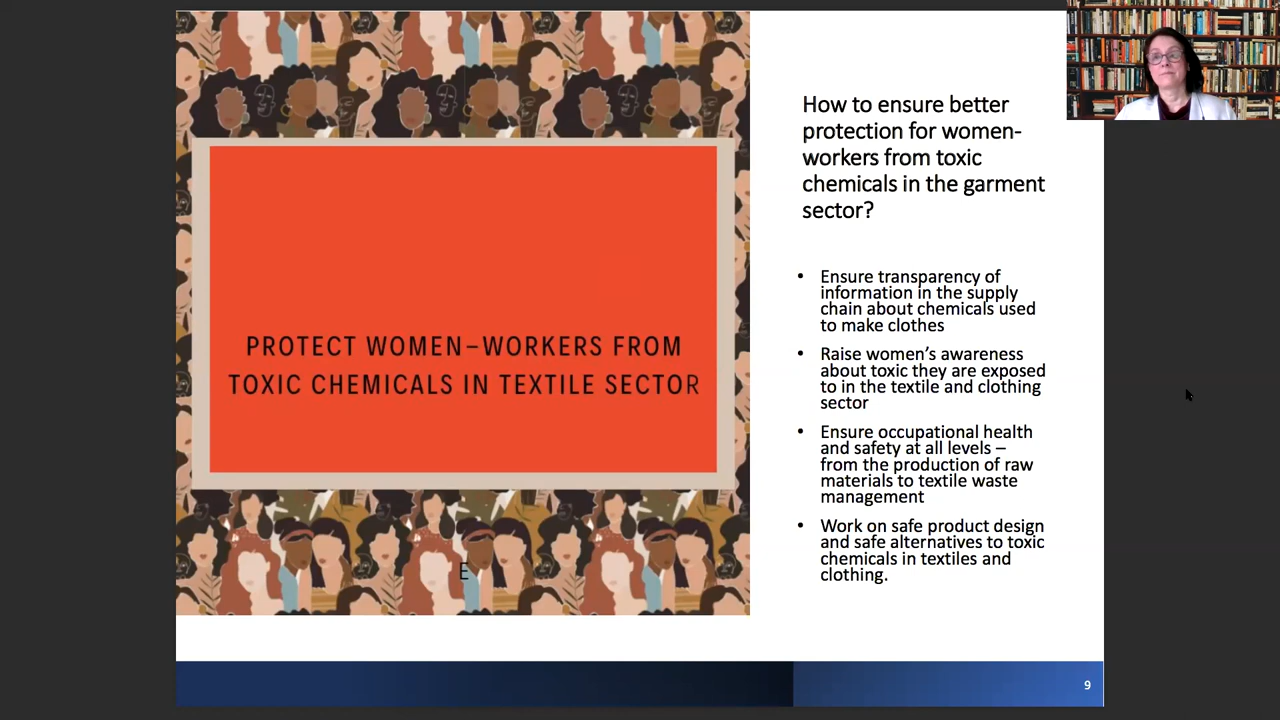 PROTECT WOMEN-WORKERS FROM
TOXIC CHEMICALS IN TEXTILE SECTOR
E
How to ensure better
protection for women-
workers from toxic
chemicals in the garment
sector?
• Ensure transparency of
information in the supply
chain about chemicals used
to make clothes
• Raise women’s awareness
about toxic they are exposed
to in the textile and clothing
sector
• Ensure occupational health
and safety at all levels –
from the production of raw
materials to textile waste
management
• Work on safe product design
and safe alternatives to toxic
chemicals in textiles and
clothing.
9